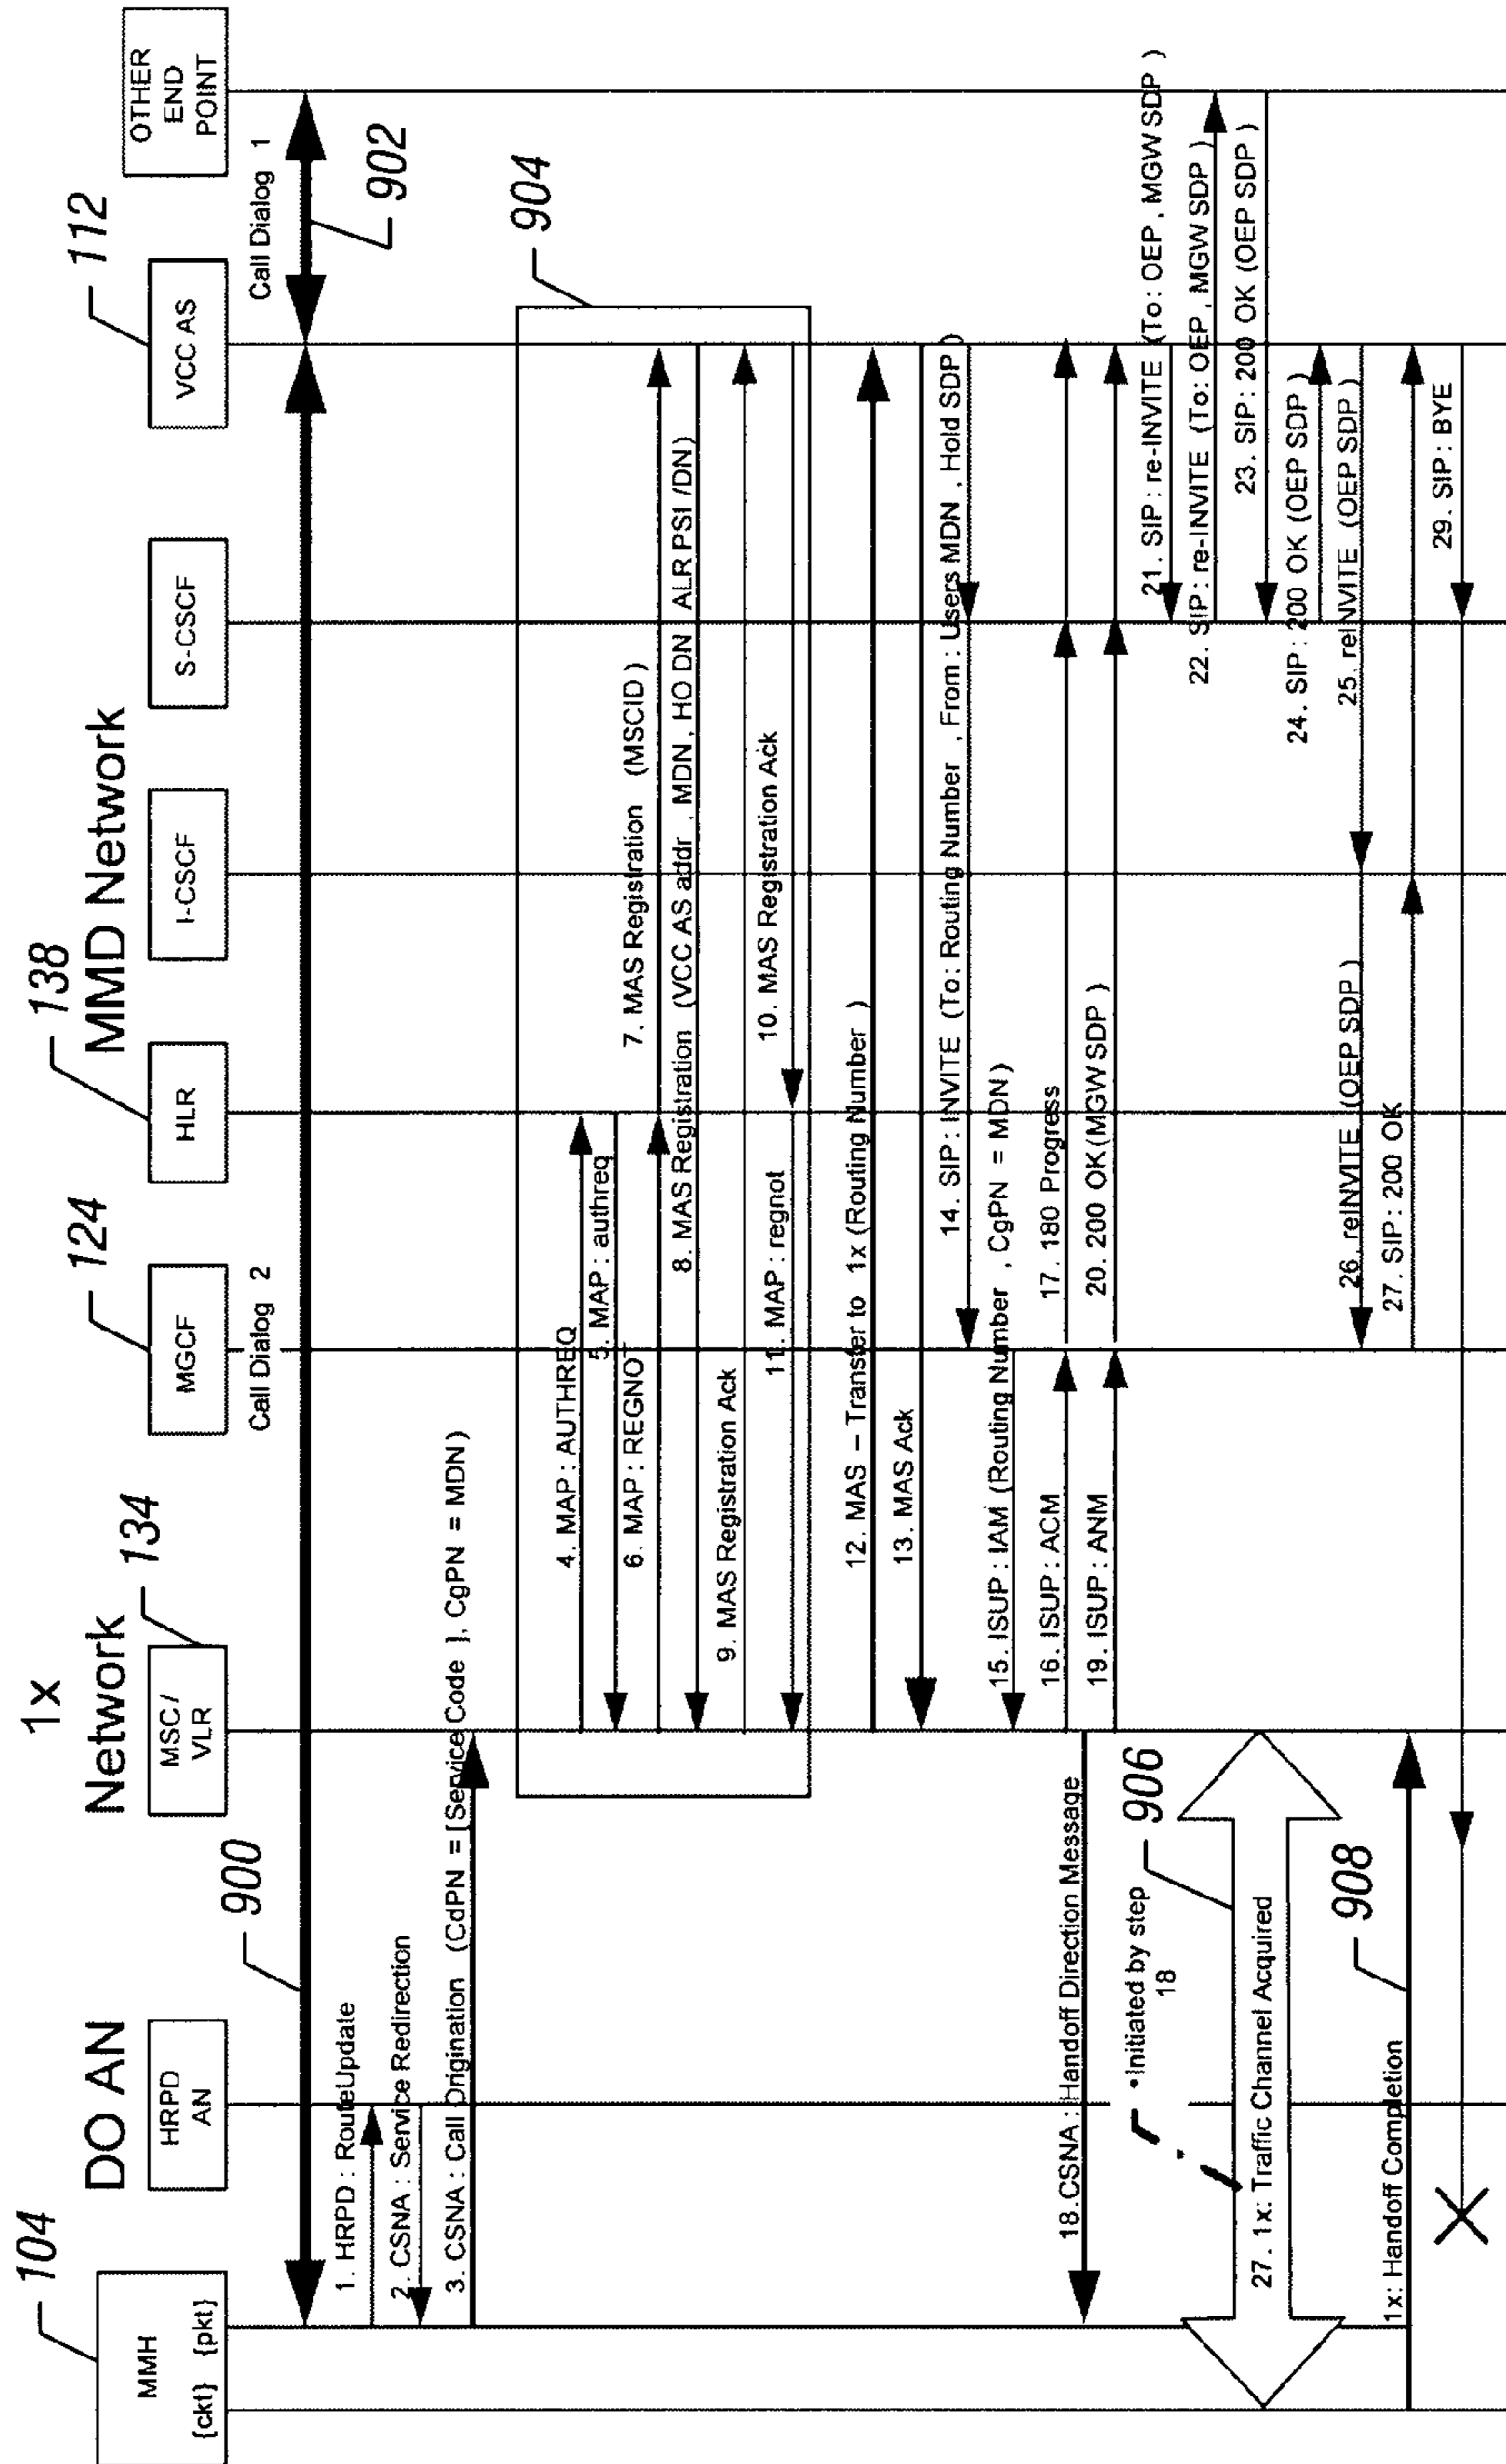 104
MMH
{ckt} {pkt}
DO AN
HRPD
AN
1x
Network
134
MSC/
VLR
124
MGCF
138
MMD Network
HLR
I-CSCF
S-CSCF
112
VCC AS
OTHER
END
POINT
900
Call Dialog 2
Call Dialog 1
902
1. HRPD : RouteUpdate
2. CSNA : Service Redirection
3. CSNA : Call Origination (CdPN = [Service Code ], CgPN = MDN)
904
4. MAP : AUTHREQ
5. MAP : authreq
6. MAP : REGNOT
7. MAS Registration (MSCID )
8. MAS Registration (VCC AS addr , MDN, HO DN ALR PSI /DN)
9. MAS Registration Ack
10. MAS Registration Ack
11. MAP : regnot
12. MAS – Transfer to 1x (Routing Number )
13. MAS Ack
14. SIP : INVITE (To: Routing Number , From : Users MDN , Hold SDP )
15. ISUP : IAM (Routing Number , CgPN = MDN)
16. ISUP : ACM
17. 180 Progress
18.CSNA : Handoff Direction Message
19. ISUP : ANM
20. 200 OK (MGW SDP )
21. SIP : re-INVITE (To : OEP , MGW SDP )
22. SIP : re-INVITE (To : OEP , MGW SDP )
23. SIP : 200 OK (OEP SDP )
24. SIP : 200 OK (OEP SDP )
25. reINVITE (OEP SDP )
26. reINVITE (OEP SDP )
•Initiated by step
18
906
27. 1x: Traffic Channel Acquired
27. SIP : 200 OK
908
1x: Handoff Completion
29. SIP : BYE